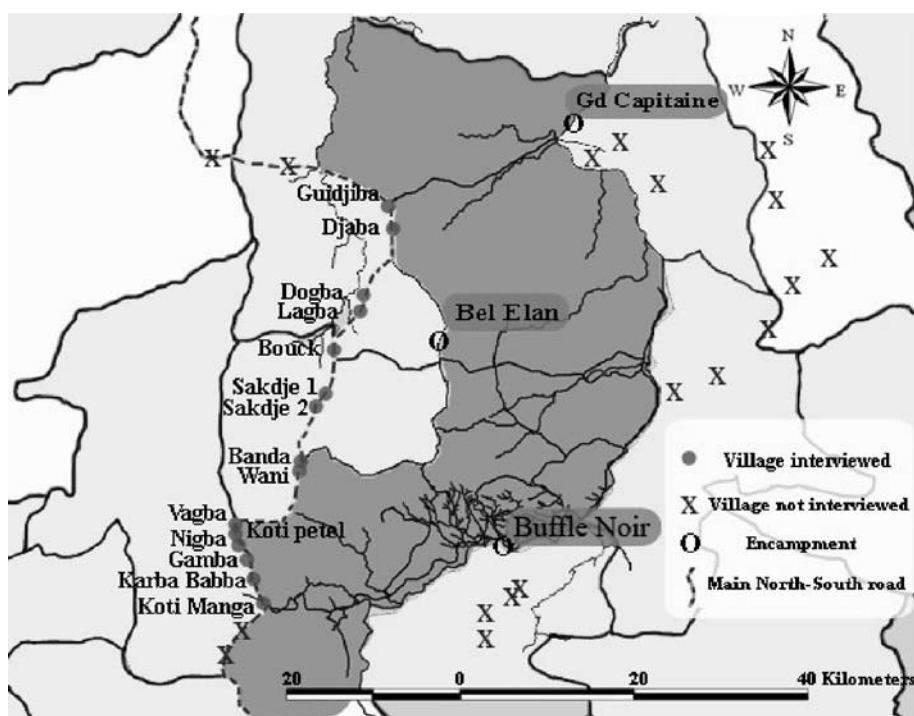 N
W E
S
Gd Capitaine
Guidjiba
Djaba
Dogba
Lagba
Bel Elan
Bouck
Sakdje 1
Sakdje 2
Banda
Wani
Vagba
Koti petel
Nigba
Gamba
Karba Babba
Koti Manga
Buffle Noir
Village interviewed
X Village not interviewed
Encampment
Main North-South road
20 0 20 40 Kilometers